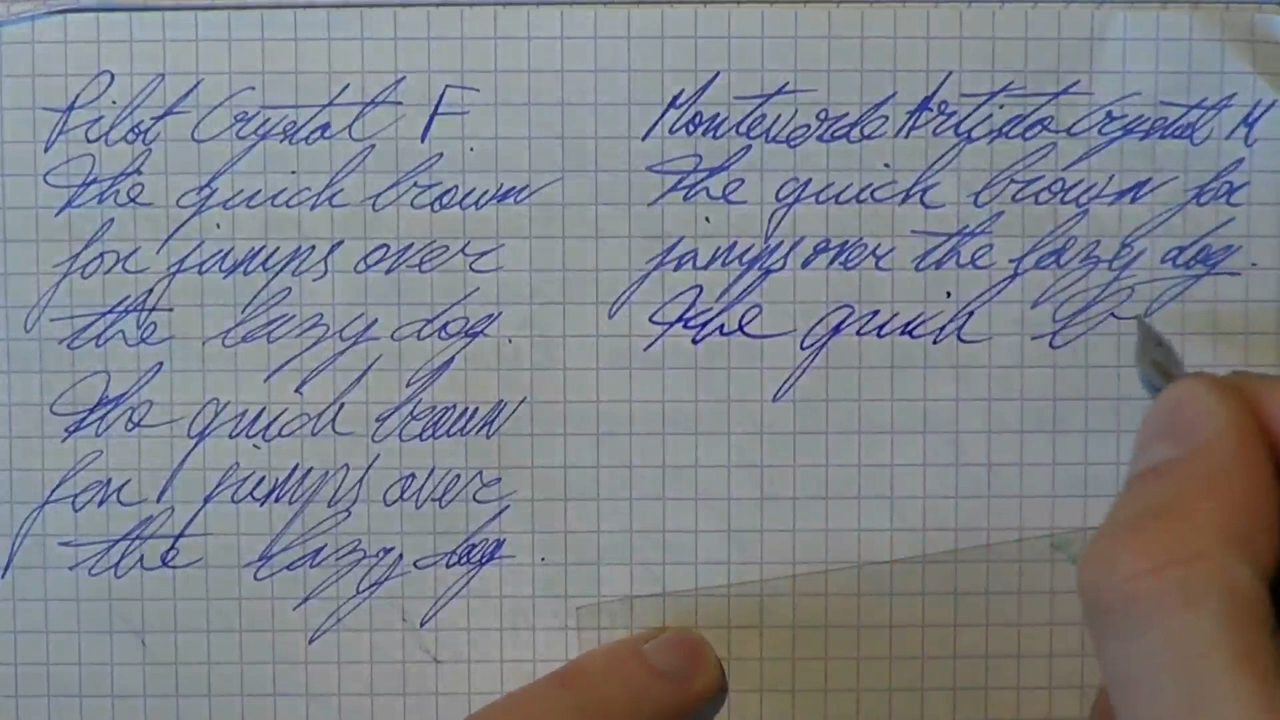 Pilot Crystal F
The quick brown
fox jumps over
the lazy dog.
The quick brown
fox jumps over
the lazy dog.
Monteverde Artista Crystal M
The quick brown fox
jumps over the lazy dog.
The quick b